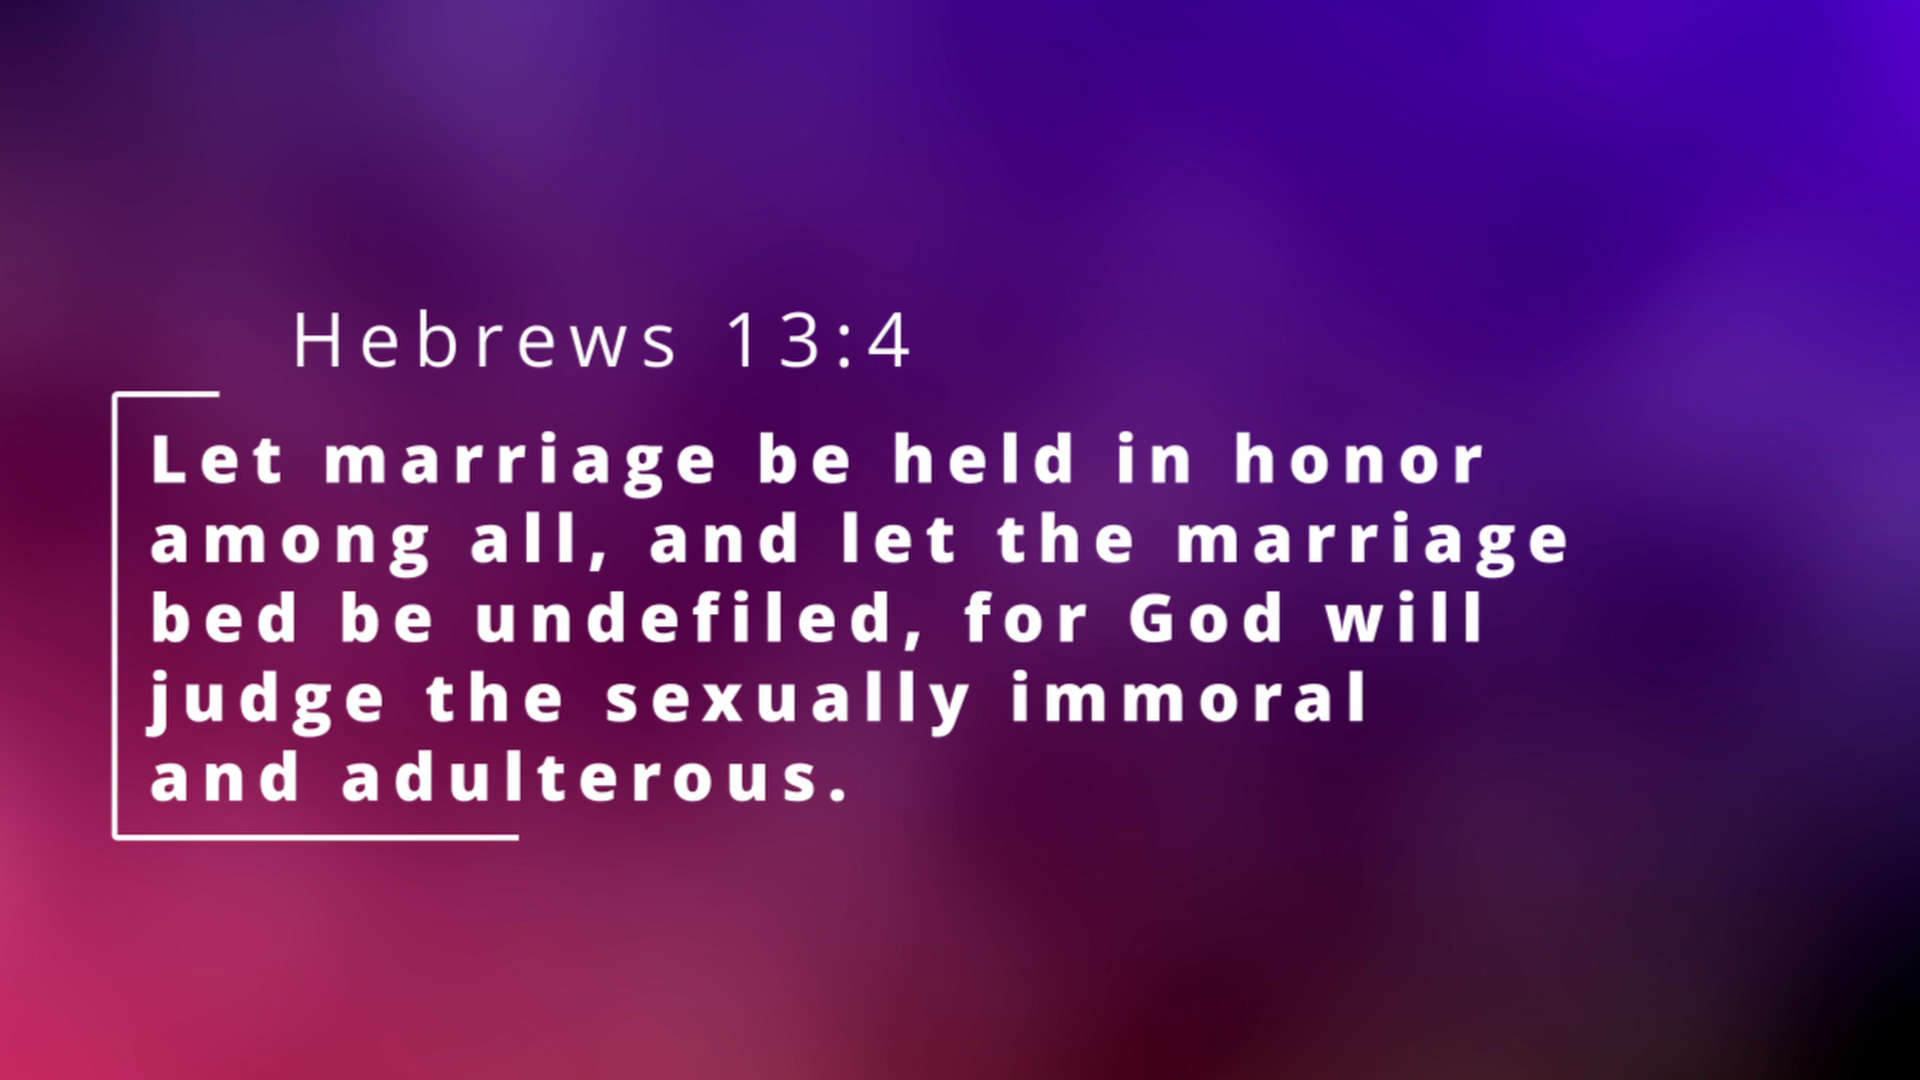 Hebrews 13:4
Let marriage be held in honor
among all, and let the marriage
bed be undefiled, for God will
judge the sexually immoral
and adulterous.